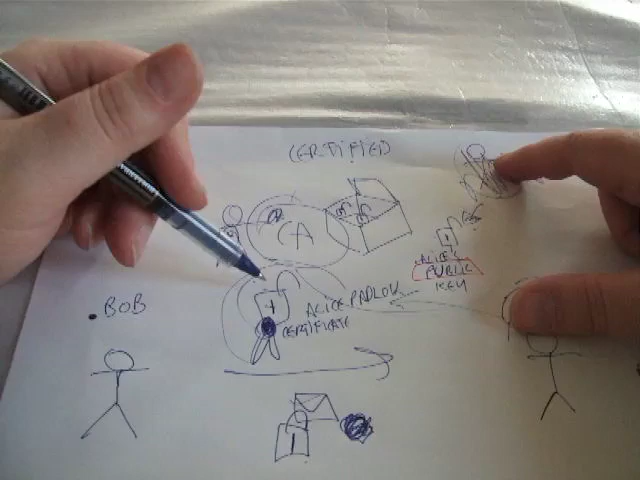 CERTIFIED
CA
ALICE'S
PUBLIC
KEY
ALICE PADLOCK
CERTIFICATE
• BOB